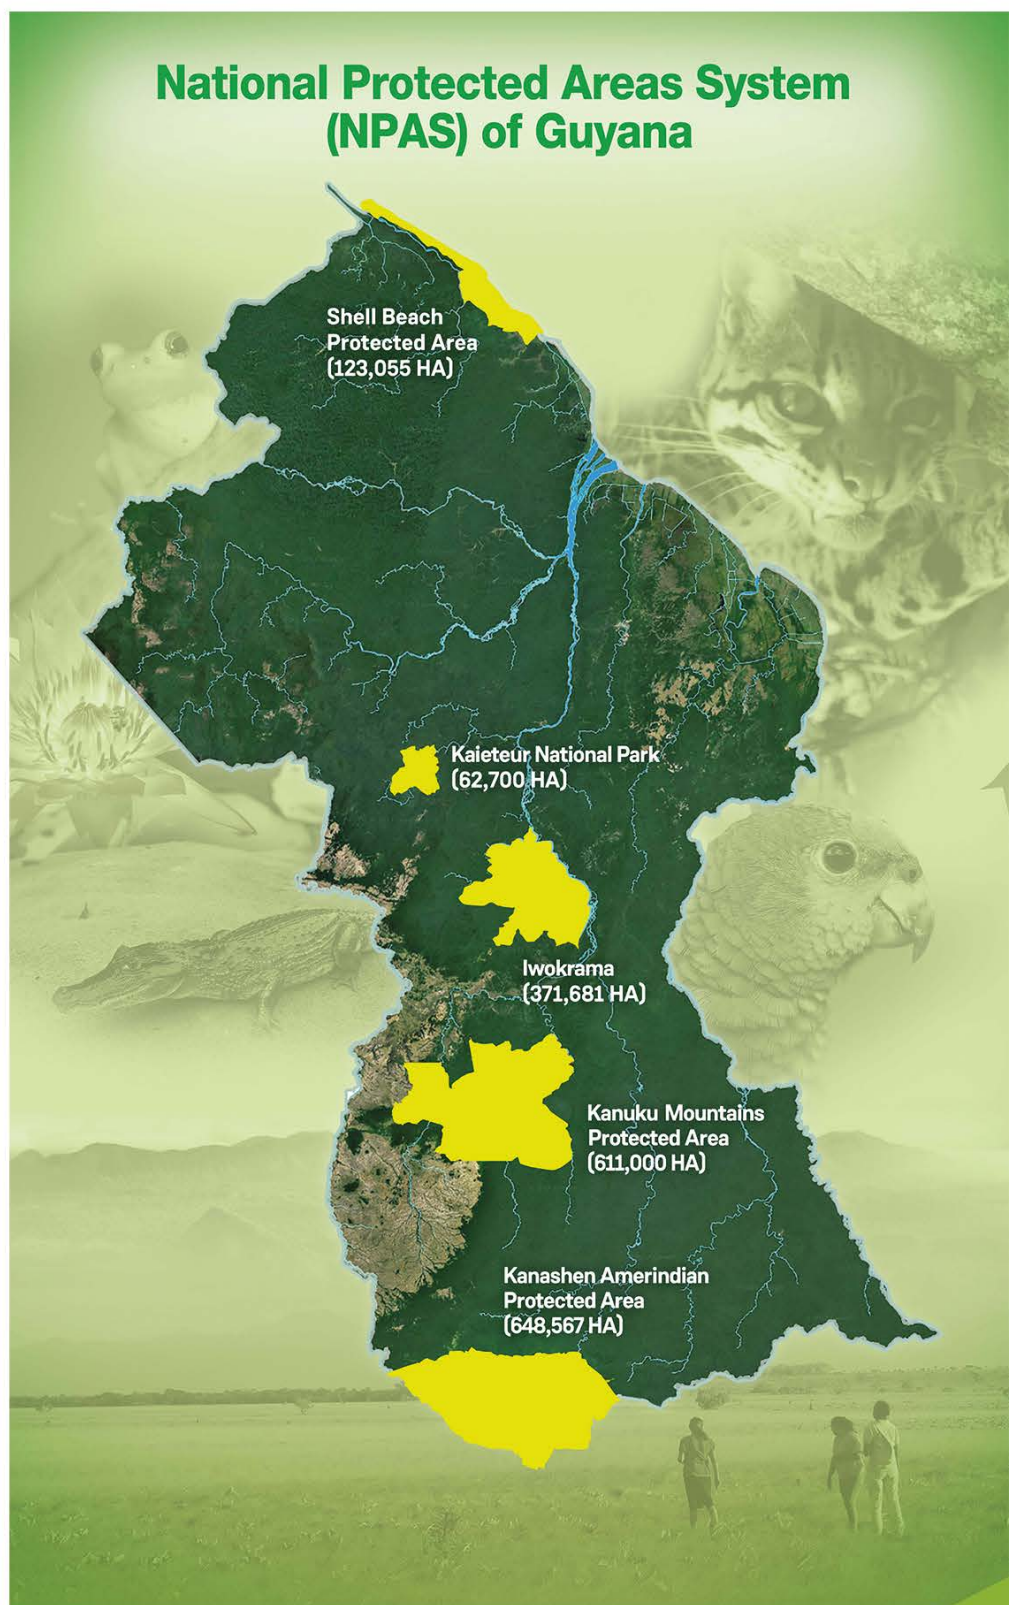 National Protected Areas System
(NPAS) of Guyana
Shell Beach
Protected Area
(123,055 HA)
Kaieteur National Park
(62,700 HA)
Iwokrama
(371,681 HA)
Kanuku Mountains
Protected Area
(611,000 HA)
Kanashen Amerindian
Protected Area
(648,567 HA)